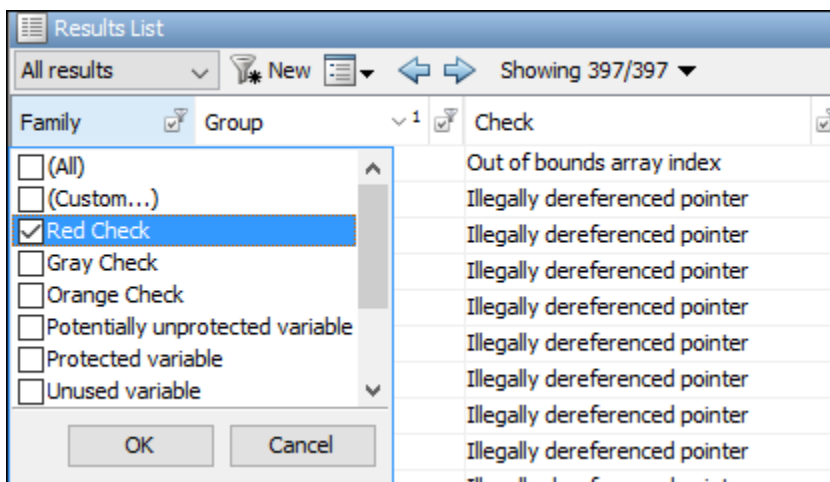 Results List
All results New Showing 397/397
Family Group 1 Check
(All)
(Custom...)
Red Check
Gray Check
Orange Check
Potentially unprotected variable
Protected variable
Unused variable
OK Cancel
Out of bounds array index
Illegally dereferenced pointer
Illegally dereferenced pointer
Illegally dereferenced pointer
Illegally dereferenced pointer
Illegally dereferenced pointer
Illegally dereferenced pointer
Illegally dereferenced pointer
Illegally dereferenced pointer